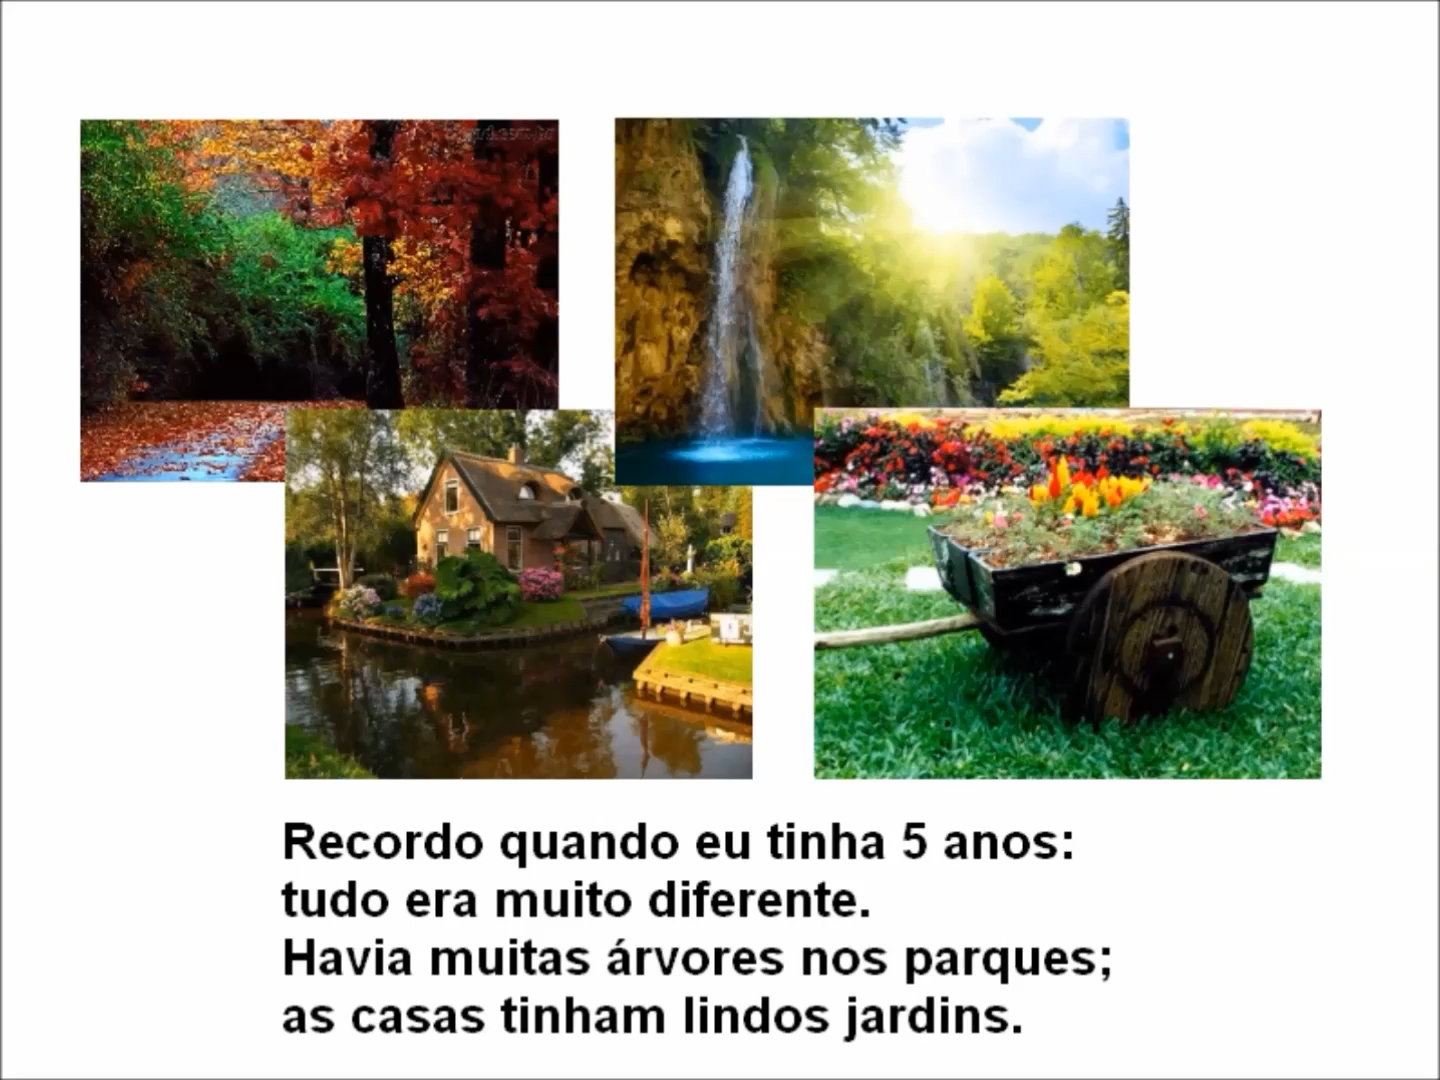 Recordo quando eu tinha 5 anos:
tudo era muito diferente.
Havia muitas árvores nos parques;
as casas tinham lindos jardins.